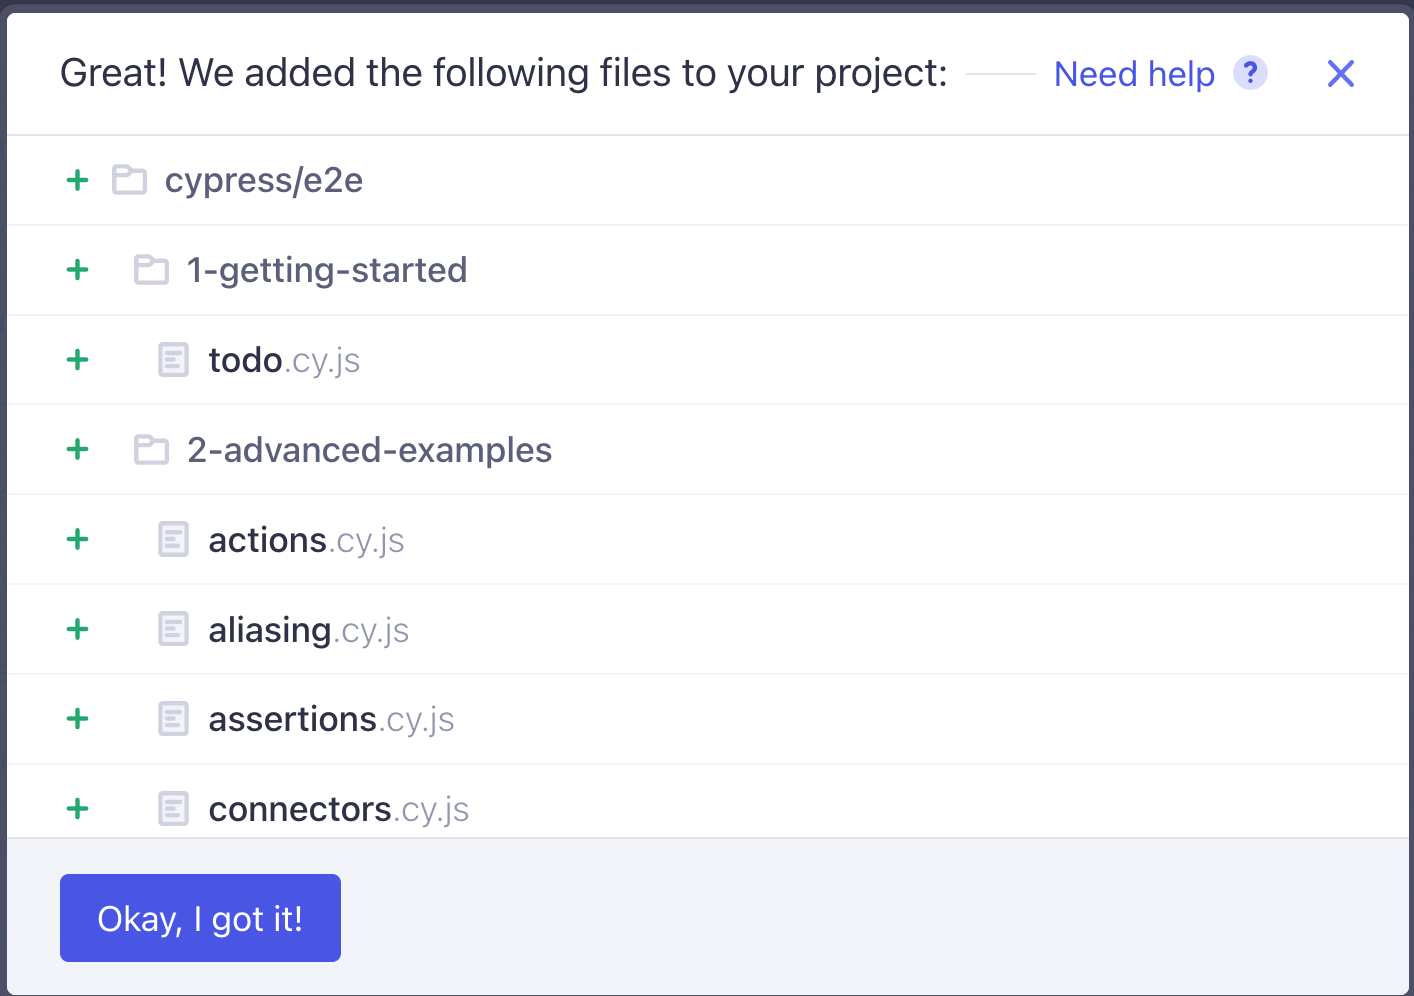 Great! We added the following files to your project: Need help ?
cypress/e2e
1-getting-started
todo.cy.js
2-advanced-examples
actions.cy.js
aliasing.cy.js
assertions.cy.js
connectors.cy.js
Okay, I got it!